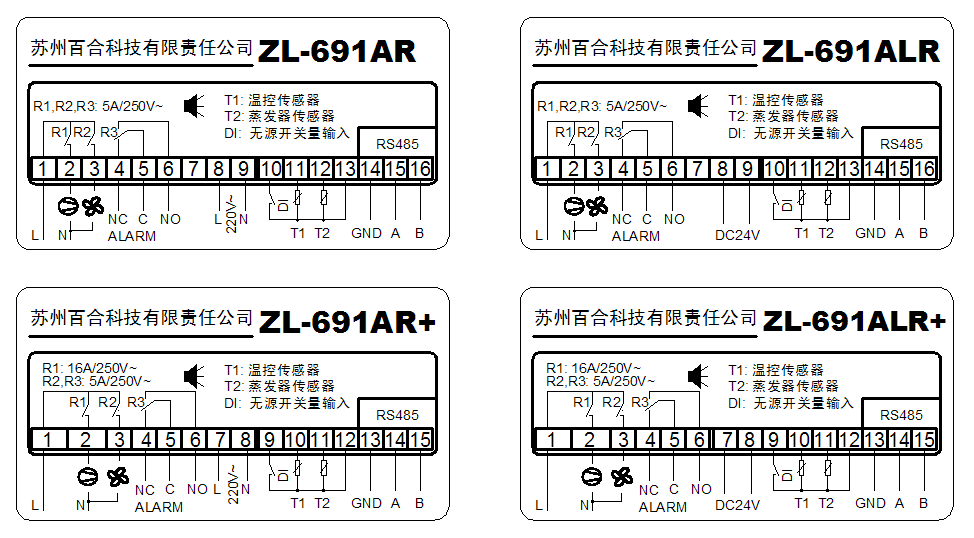 苏州百合科技有限责任公司 ZL-691AR
R1,R2,R3: 5A/250V~
T1: 温控传感器
T2: 蒸发器传感器
DI: 无源开关量输入
R1 R2 R3
RS485
1 2 3 4 5 6 7 8 9 10 11 12 13 14 15 16
L N NC C NO
ALARM
L 220V~ N
DI
T1 T2 GND A B
苏州百合科技有限责任公司 ZL-691ALR
R1,R2,R3: 5A/250V~
T1: 温控传感器
T2: 蒸发器传感器
DI: 无源开关量输入
R1 R2 R3
RS485
1 2 3 4 5 6 7 8 9 10 11 12 13 14 15 16
L N NC C NO
ALARM
DC24V
DI
T1 T2 GND A B
苏州百合科技有限责任公司 ZL-691AR+
R1: 16A/250V~
R2,R3: 5A/250V~
T1: 温控传感器
T2: 蒸发器传感器
DI: 无源开关量输入
R1 R2 R3
RS485
1 2 3 4 5 6 7 8 9 10 11 12 13 14 15
L N NC C NO
ALARM
L 220V~ N
DI
T1 T2 GND A B
苏州百合科技有限责任公司 ZL-691ALR+
R1: 16A/250V~
R2,R3: 5A/250V~
T1: 温控传感器
T2: 蒸发器传感器
DI: 无源开关量输入
R1 R2 R3
RS485
1 2 3 4 5 6 7 8 9 10 11 12 13 14 15
L N NC C NO
ALARM
DC24V
DI
T1 T2 GND A B